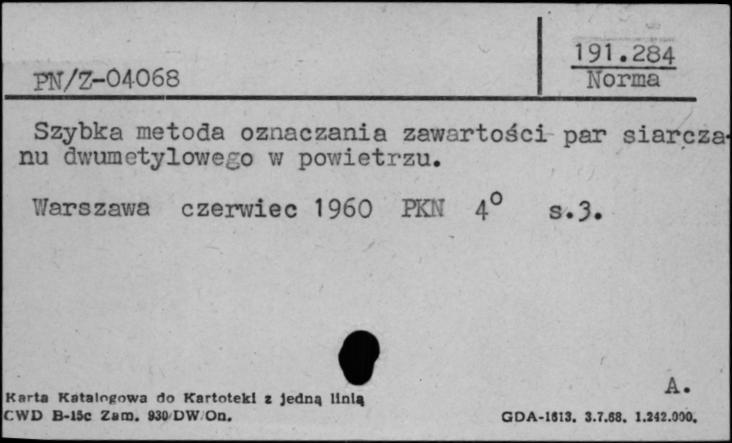 191.284
PN/Z-04068
Norma
Szybka metoda oznaczania zawartości par siarcza-
nu dwumetylowego w powietrzu.
Warszawa czerwiec 1960 PKN 4° s.3.
A.
Karta Katalogowa do Kartoteki z jedną linią
CWD B-15c Zam. 930/DW/On.
GDA-1613. 3.7.68. 1.242.000.